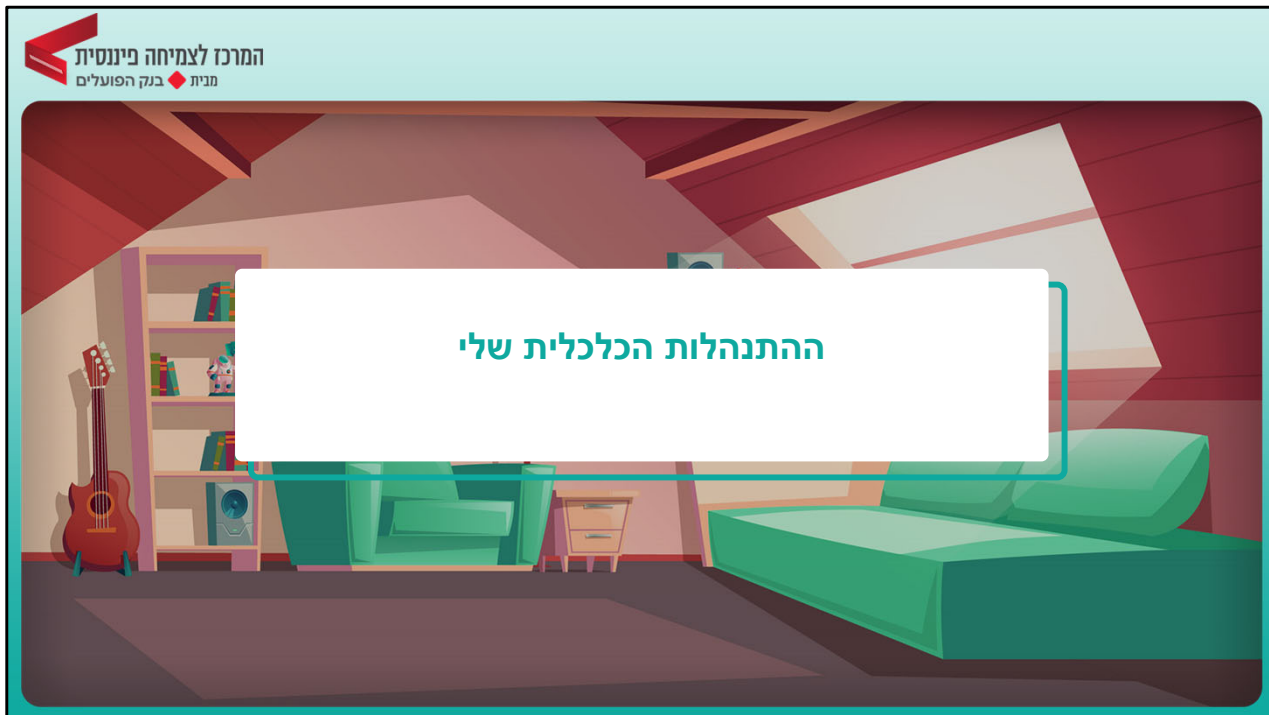 המרכז לצמיחה פיננסית
מבית בנק הפועלים
ההתנהלות הכלכלית שלי